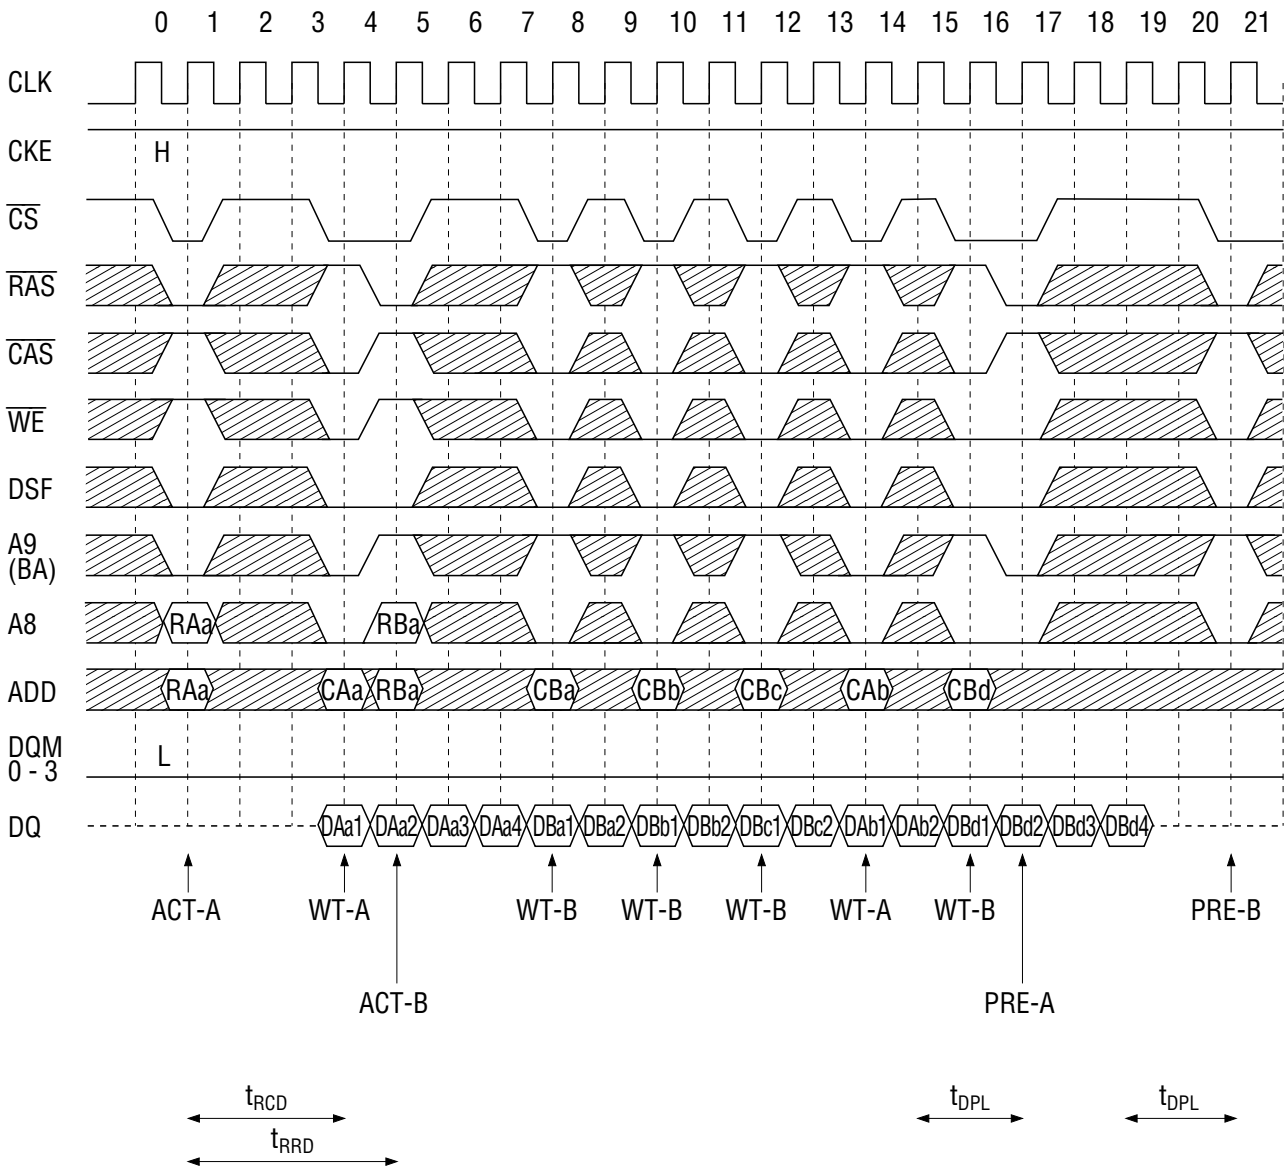 0 1 2 3 4 5 6 7 8 9 10 11 12 13 14 15 16 17 18 19 20 21
CLK
CKE H
CS
RAS
CAS
WE
DSF
A9
(BA)
A8 RAa RBa
ADD RAa CAa RBa CBa CBb CBc CAb CBd
DQM
0 - 3 L
DQ DAa1 DAa2 DAa3 DAa4 DBa1 DBa2 DBb1 DBb2 DBc1 DBc2 DAb1 DAb2 DBd1 DBd2 DBd3 DBd4
ACT-A WT-A WT-B WT-B WT-B WT-A WT-B PRE-B
ACT-B PRE-A
tRCD tDPL tDPL
tRRD